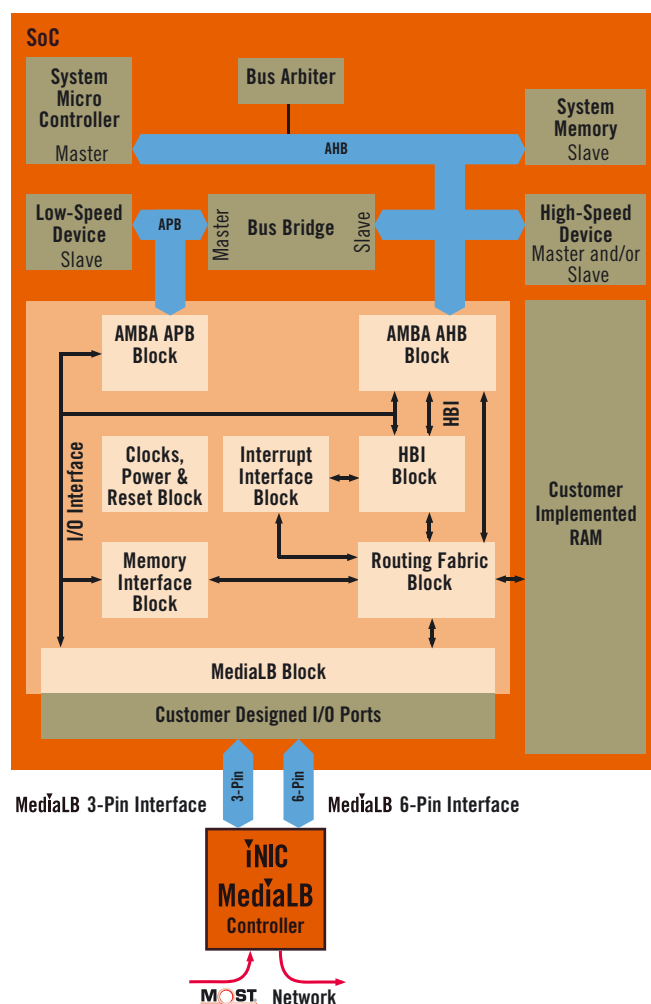 SoC
System
Micro
Controller
Master
Bus Arbiter
System
Memory
Slave
AHB
Low-Speed
Device
Slave
APB
Master
Bus Bridge
Slave
High-Speed
Device
Master and/or
Slave
AMBA APB
Block
AMBA AHB
Block
HBI
I/O Interface
Clocks,
Power &
Reset Block
Interrupt
Interface
Block
HBI
Block
Customer
Implemented
RAM
Memory
Interface
Block
Routing Fabric
Block
MediaLB Block
Customer Designed I/O Ports
3-Pin
6-Pin
MediaLB 3-Pin Interface
MediaLB 6-Pin Interface
iNIC
MediaLB
Controller
MOST Network